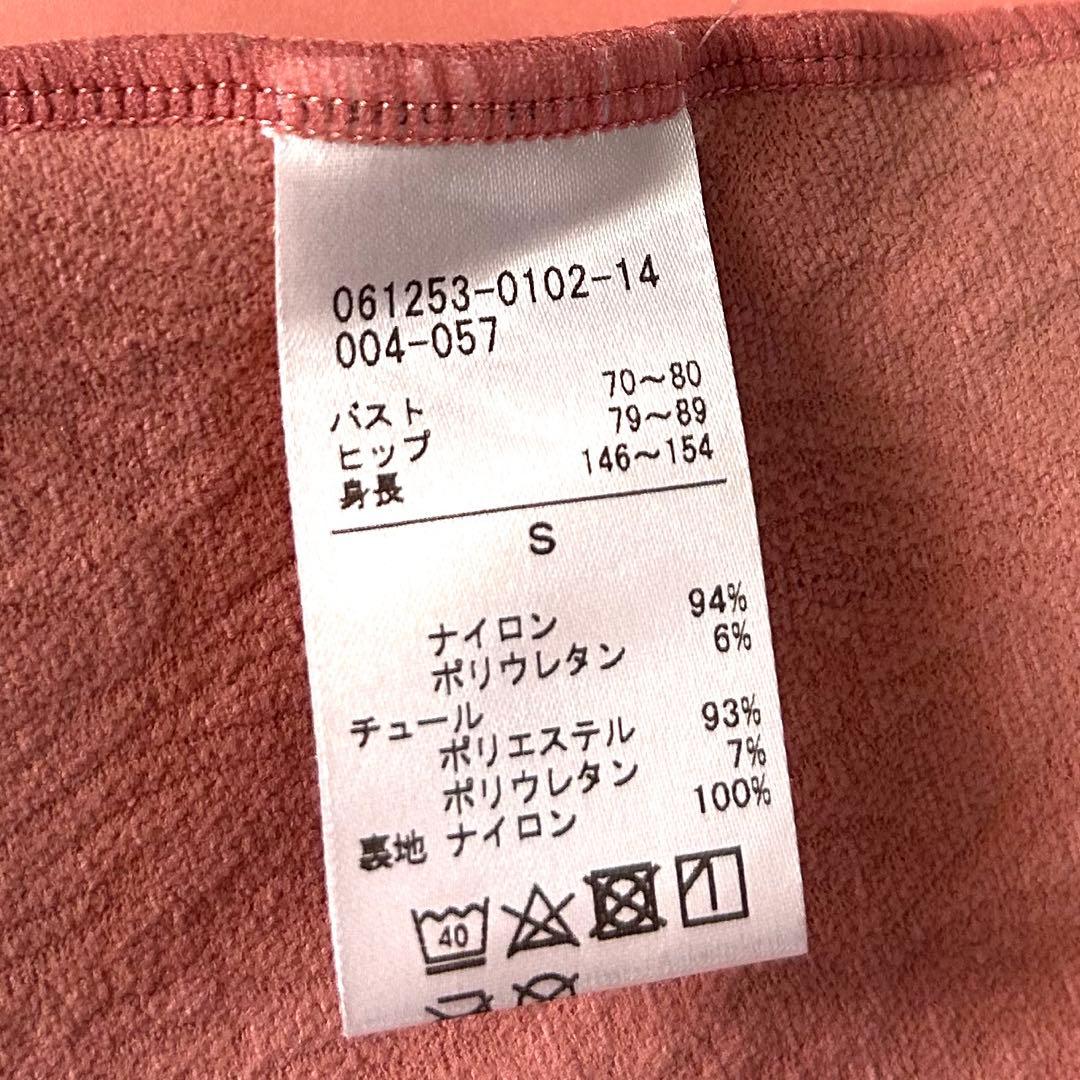 061253-0102-14
004-057
バスト 70～80
ヒップ 79～89
身長 146～154
S
ナイロン 94%
ポリウレタン 6%
チュール
ポリエステル 93%
ポリウレタン 7%
裏地 ナイロン 100%
40